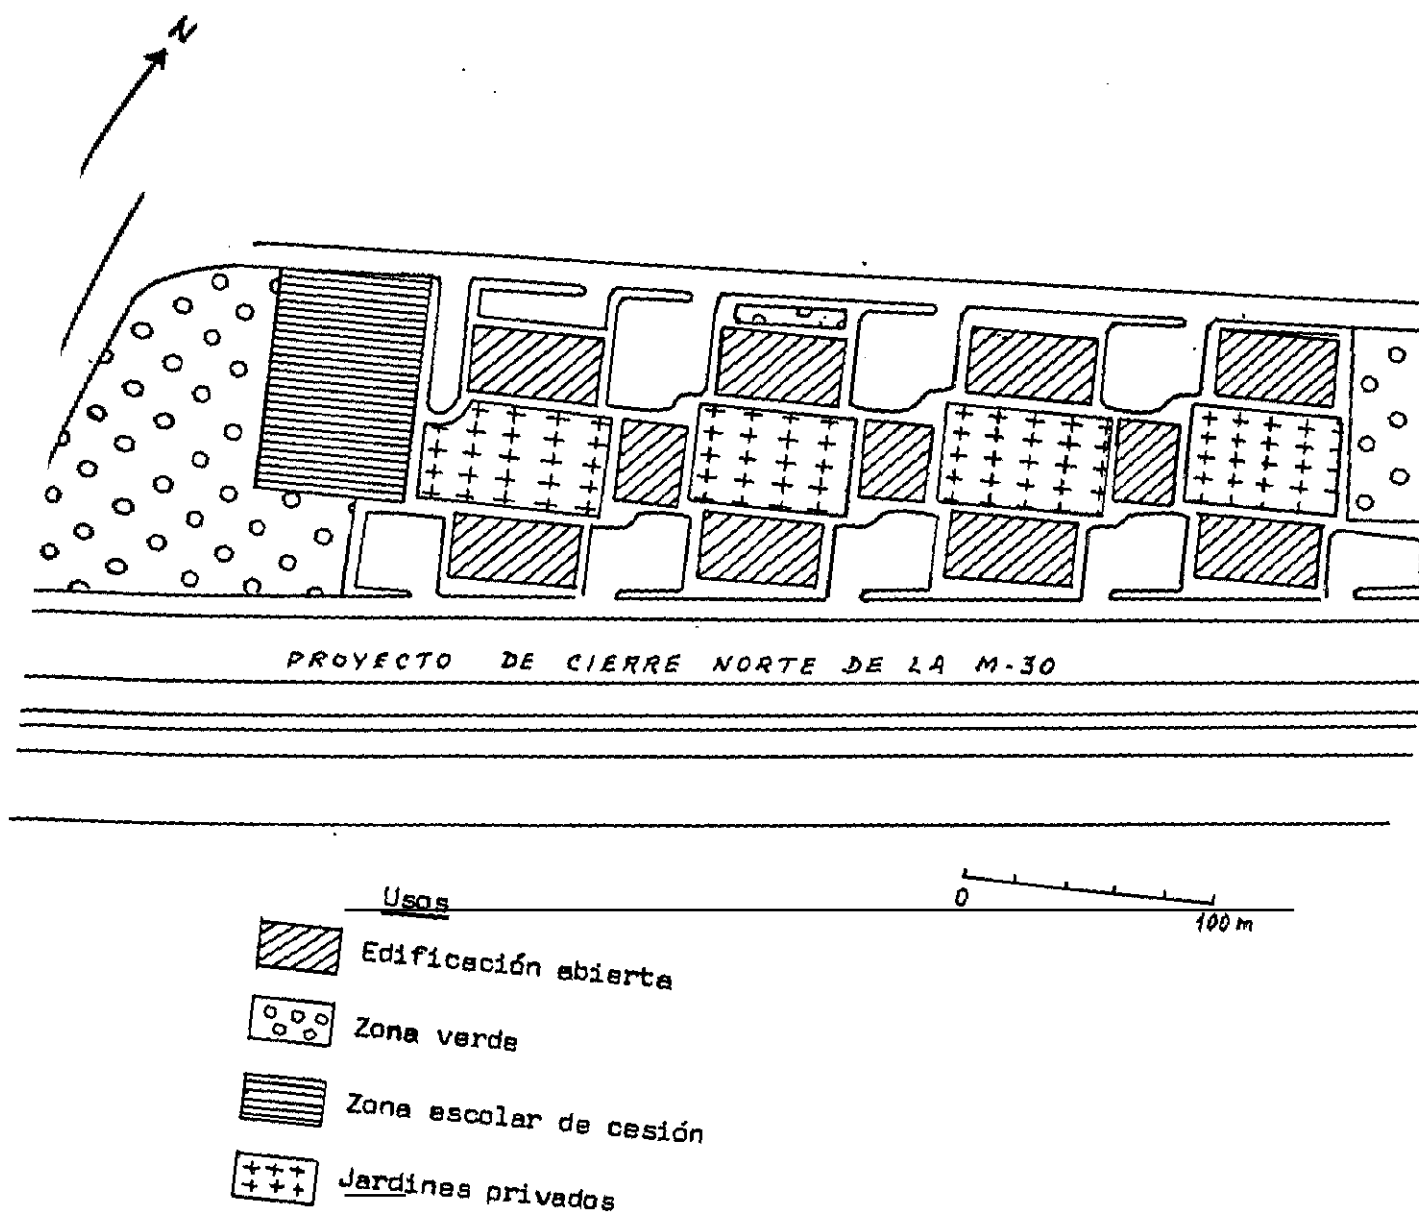 N
PROYECTO DE CIERRE NORTE DE LA M-30
0
100 m
Usos
Edificación abierta
Zona verde
Zona escolar de cesión
Jardines privados